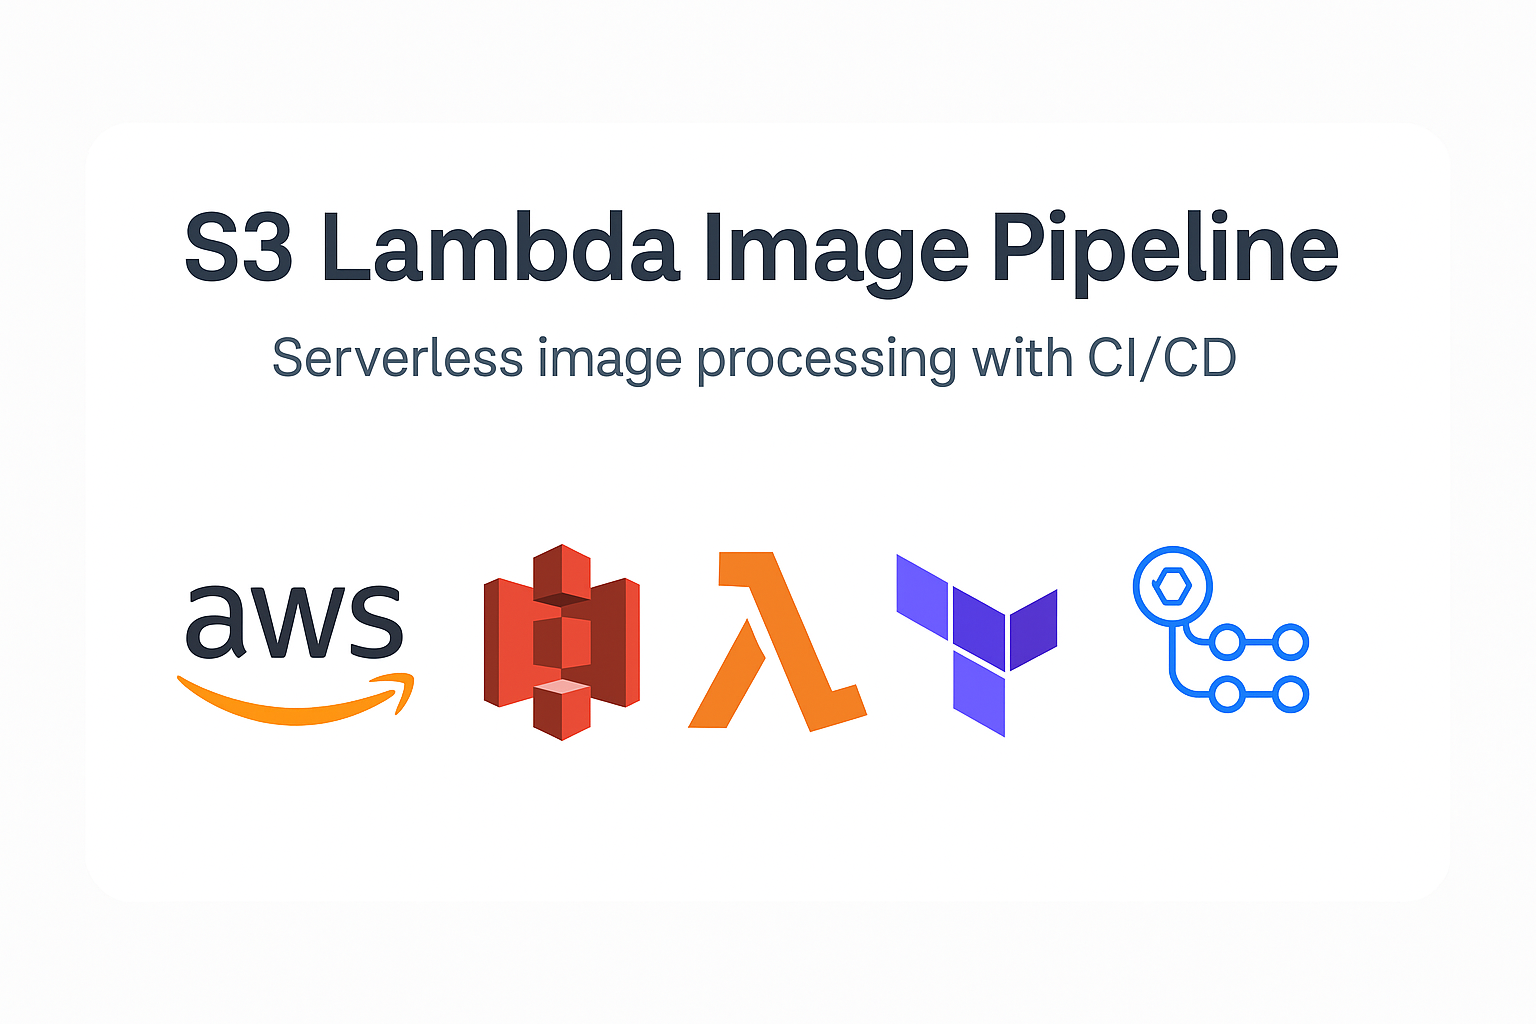 S3 Lambda Image Pipeline
Serverless image processing with CI/CD
aws